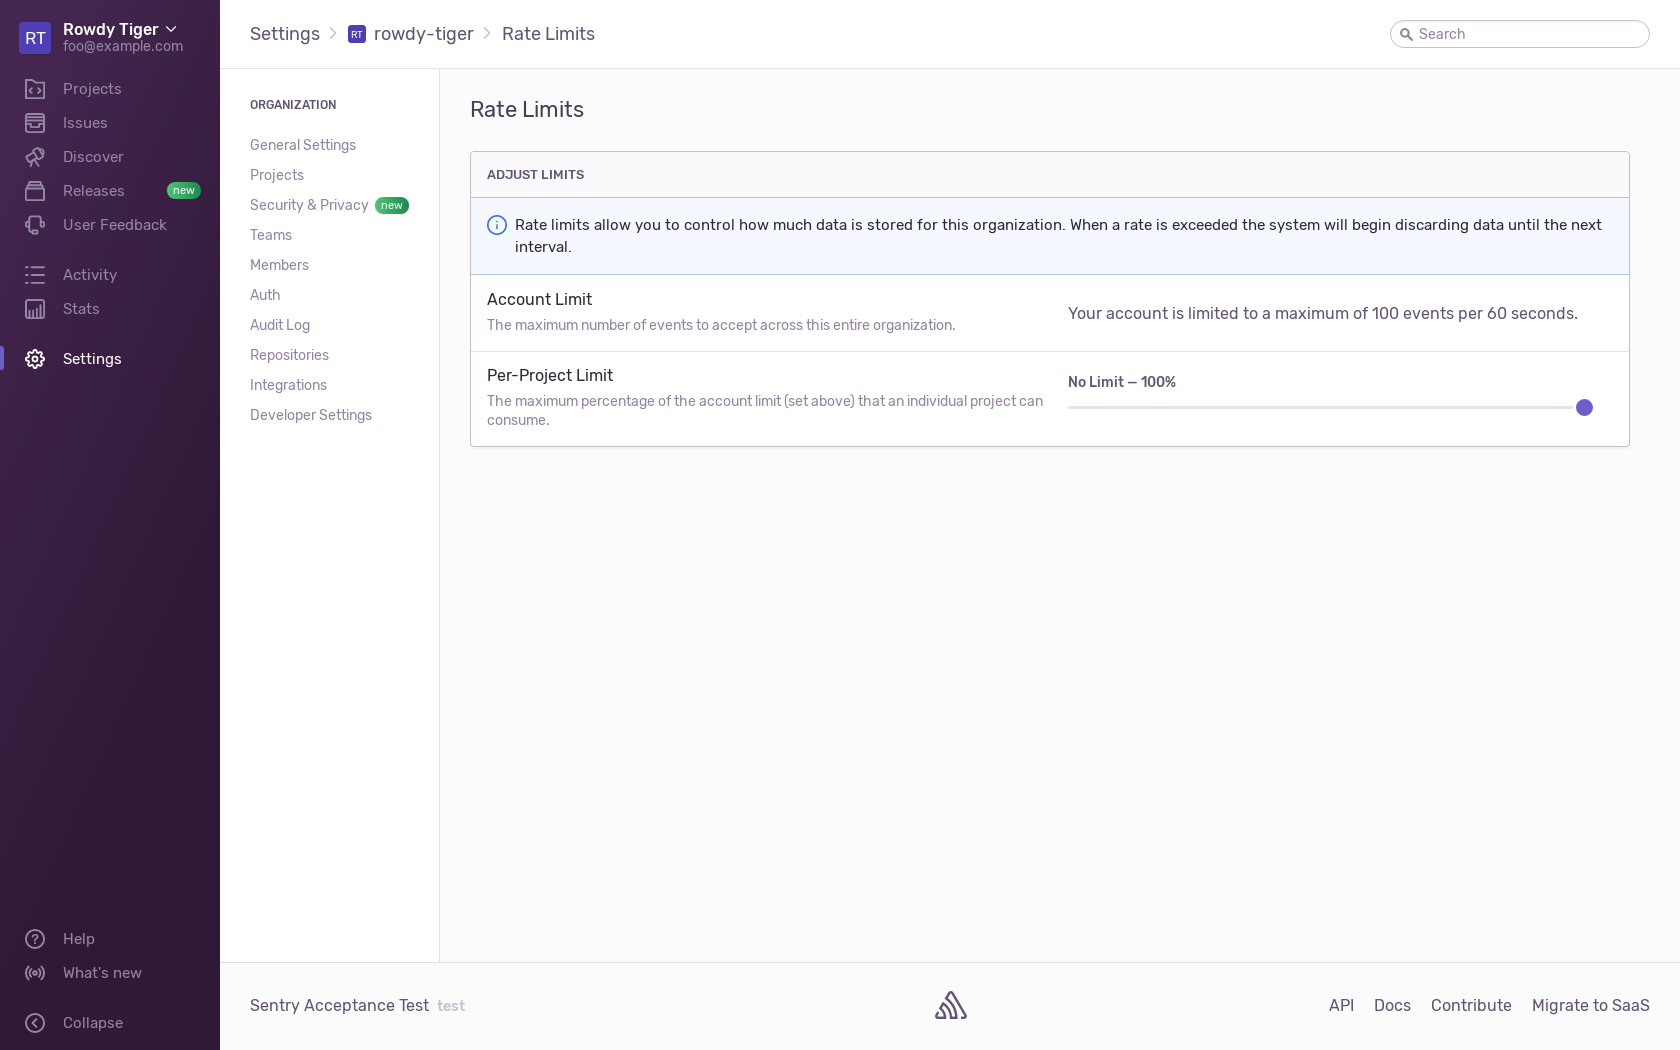 RT
Rowdy Tiger
foo@example.com
Projects
Issues
Discover
Releases new
User Feedback
Activity
Stats
Settings
Help
What's new
Collapse
Settings RT rowdy-tiger Rate Limits
Search
ORGANIZATION
General Settings
Projects
Security & Privacy new
Teams
Members
Auth
Audit Log
Repositories
Integrations
Developer Settings
Rate Limits
ADJUST LIMITS
Rate limits allow you to control how much data is stored for this organization. When a rate is exceeded the system will begin discarding data until the next
interval.
Account Limit
The maximum number of events to accept across this entire organization.
Your account is limited to a maximum of 100 events per 60 seconds.
Per-Project Limit
The maximum percentage of the account limit (set above) that an individual project can
consume.
No Limit — 100%
Sentry Acceptance Test test
API Docs Contribute Migrate to SaaS